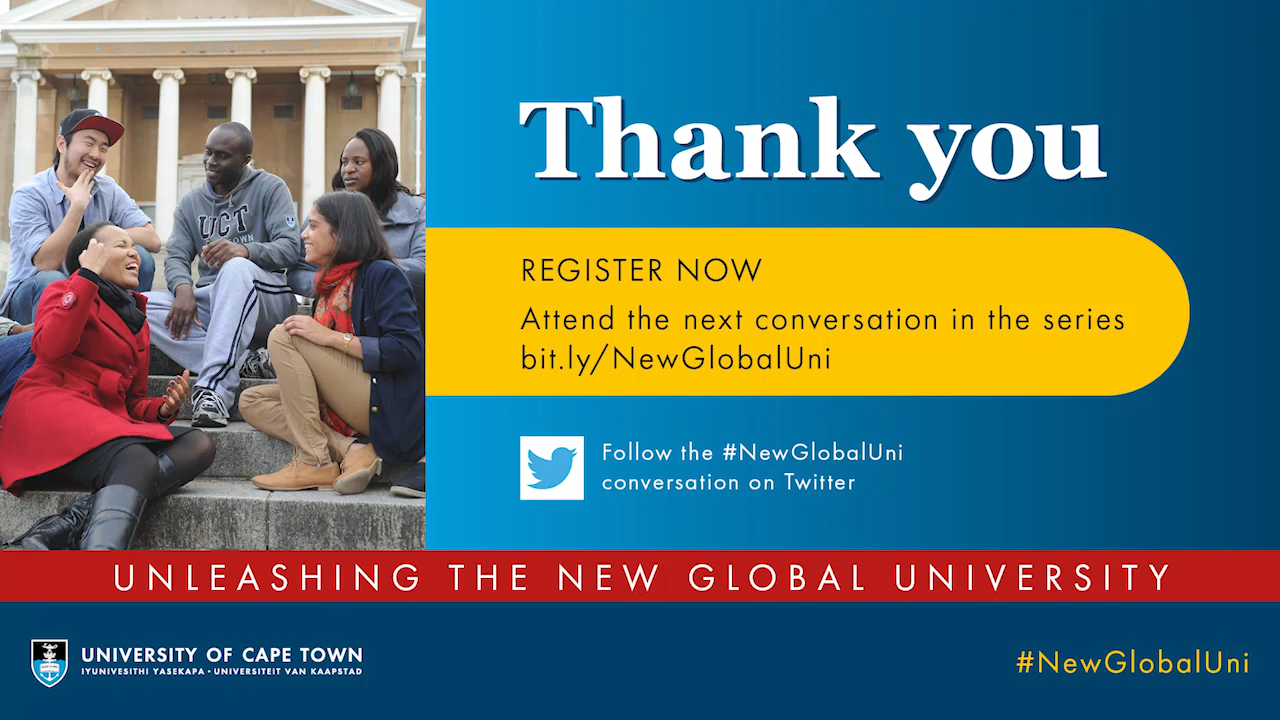 Thank you
REGISTER NOW
Attend the next conversation in the series
bit.ly/NewGlobalUni
Follow the #NewGlobalUni
conversation on Twitter
UCT
UNLEASHING THE NEW GLOBAL UNIVERSITY
UNIVERSITY OF CAPE TOWN
IYUNIVESITHI YASEKAPA • UNIVERSITEIT VAN KAAPSTAD
#NewGlobalUni